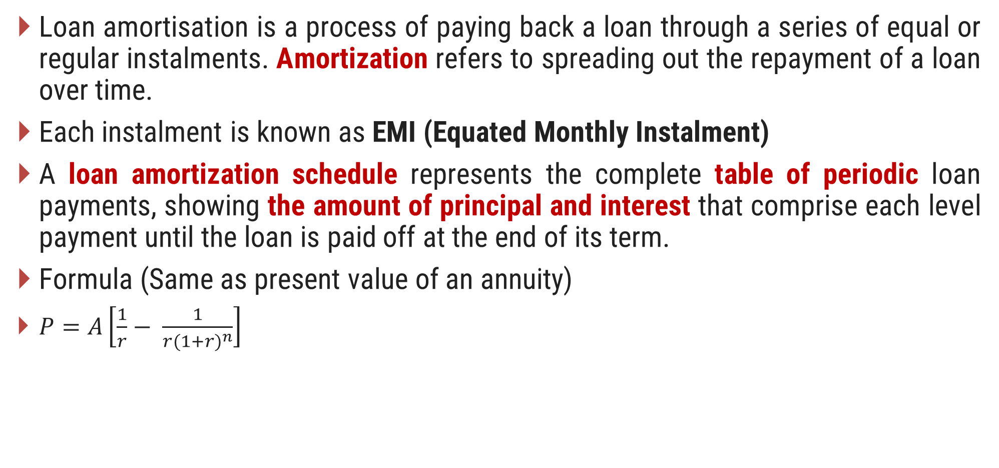 Loan amortisation is a process of paying back a loan through a series of equal or
regular instalments. Amortization refers to spreading out the repayment of a loan
over time.
Each instalment is known as EMI (Equated Monthly Instalment)
A loan amortization schedule represents the complete table of periodic loan
payments, showing the amount of principal and interest that comprise each level
payment until the loan is paid off at the end of its term.
Formula (Same as present value of an annuity)
P = A [1/r − 1/(r(1+r)^n)]